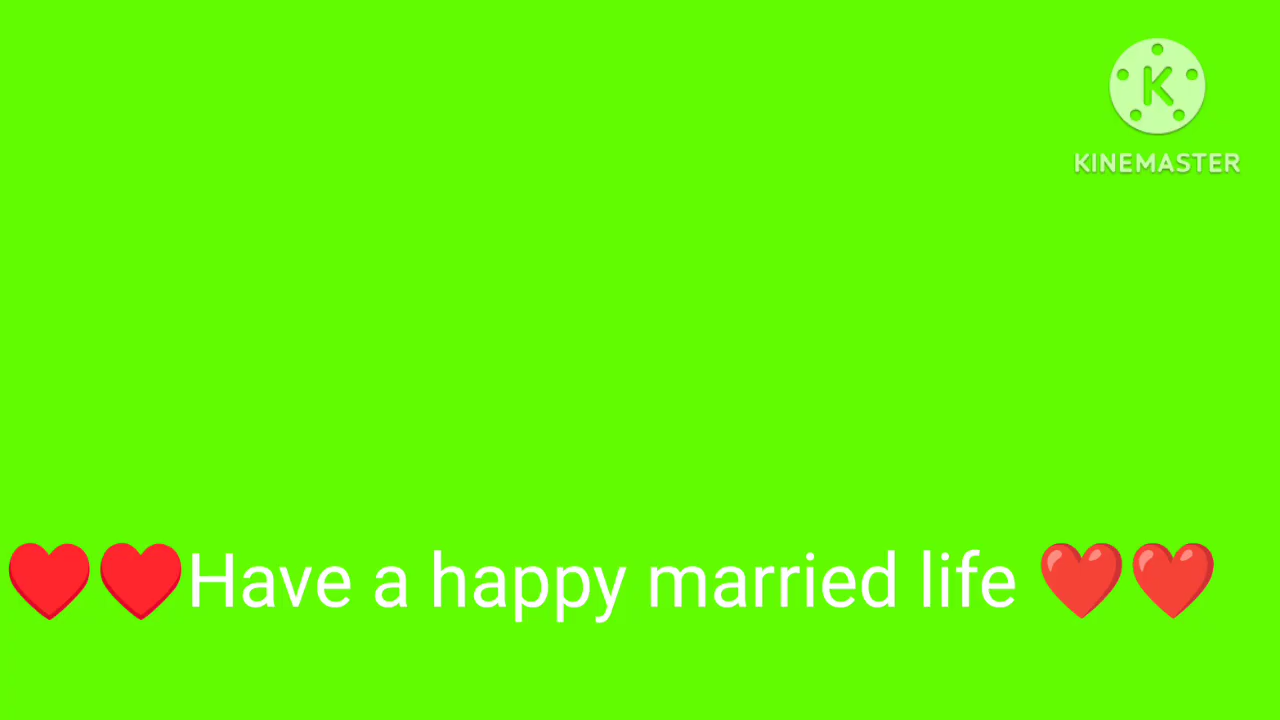 K
KINEMASTER
♥️♥️Have a happy married life ❤️❤️